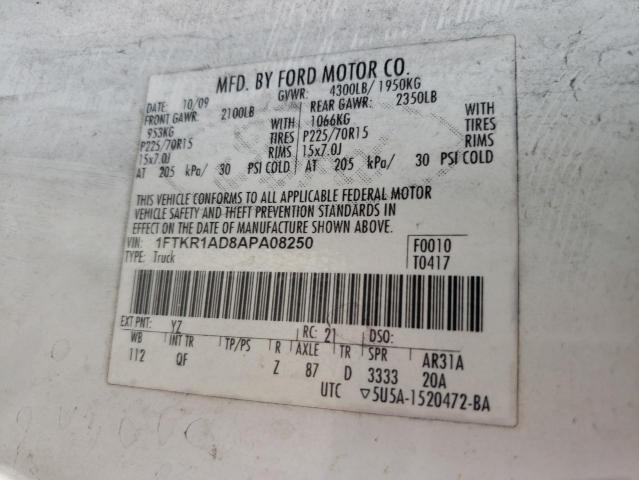 MFD. BY FORD MOTOR CO.
DATE: 10/09 GVWR: 4300LB/ 1950KG
FRONT GAWR: 2100LB REAR GAWR: 2350LB
953KG WITH 1066KG WITH
P225/70R15 TIRES P225/70R15 TIRES
15x7.0J RIMS 15x7.0J RIMS
AT 205 kPa/ 30 PSI COLD AT 205 kPa/ 30 PSI COLD
THIS VEHICLE CONFORMS TO ALL APPLICABLE FEDERAL MOTOR
VEHICLE SAFETY AND THEFT PREVENTION STANDARDS IN
EFFECT ON THE DATE OF MANUFACTURE SHOWN ABOVE.
VIN: 1FTKR1AD8APA08250 F0010
TYPE: Truck T0417
EXT PNT: YZ RC: 21 DSO:
WB INT TR TP/PS R AXLE TR SPR AR31A
112 QF Z 87 D 3333 20A
UTC ▽5U5A-1520472-BA